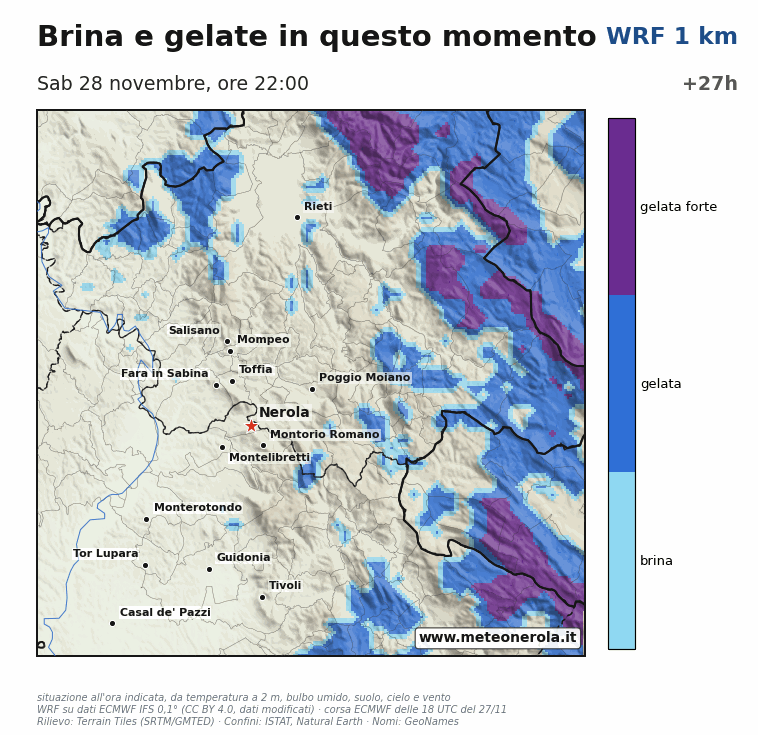 Brina e gelate in questo momento WRF 1 km
Sab 28 novembre, ore 22:00 +27h
gelata forte
Rieti
Salisano
Mompeo
Toffia
Fara in Sabina
Poggio Moiano
gelata
Nerola
Montorio Romano
Montelibretti
Monterotondo
Tor Lupara
Guidonia
brina
Tivoli
Casal de' Pazzi
www.meteonerola.it
situazione all'ora indicata, da temperatura a 2 m, bulbo umido, suolo, cielo e vento
WRF su dati ECMWF IFS 0,1° (CC BY 4.0, dati modificati) · corsa ECMWF delle 18 UTC del 27/11
Rilievo: Terrain Tiles (SRTM/GMTED) · Confini: ISTAT, Natural Earth · Nomi: GeoNames